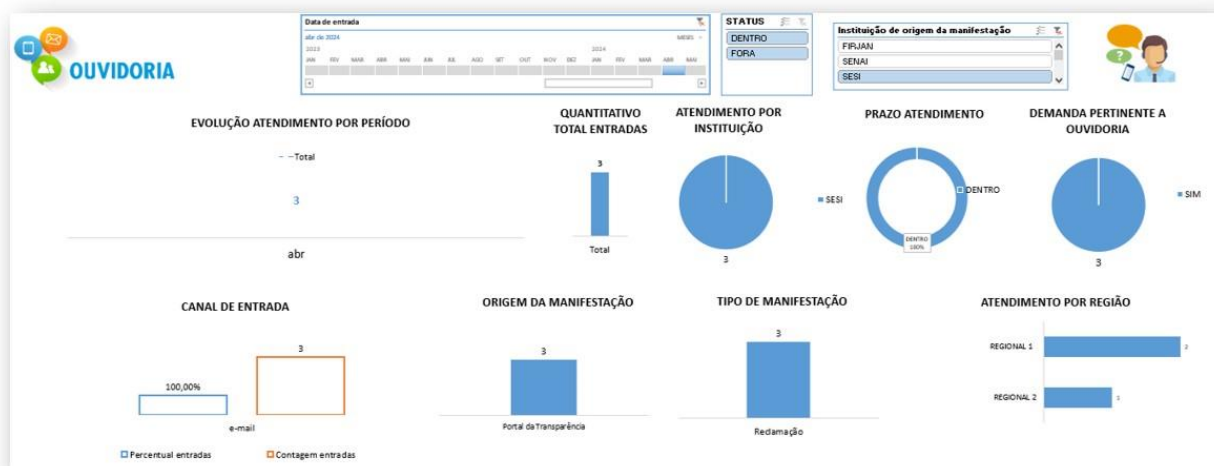 OUVIDORIA
Data de entrada
abr de 2024
MESES
2023
2024
JAN FEV MAR ABR MAI JUN JUL AGO SET OUT NOV DEZ JAN FEV MAR ABR MAI
STATUS
DENTRO
FORA
Instituição de origem da manifestação
FIRJAN
SENAI
SESI
?
EVOLUÇÃO ATENDIMENTO POR PERÍODO
Total
3
abr
QUANTITATIVO
TOTAL ENTRADAS
3
Total
ATENDIMENTO POR
INSTITUIÇÃO
SESI
3
PRAZO ATENDIMENTO
DENTRO
DENTRO
100%
DEMANDA PERTINENTE A
OUVIDORIA
SIM
3
CANAL DE ENTRADA
100,00%
3
e-mail
Percentual entradas
Contagem entradas
ORIGEM DA MANIFESTAÇÃO
3
Portal da Transparência
TIPO DE MANIFESTAÇÃO
3
Reclamação
ATENDIMENTO POR REGIÃO
REGIONAL 1
2
REGIONAL 2
1